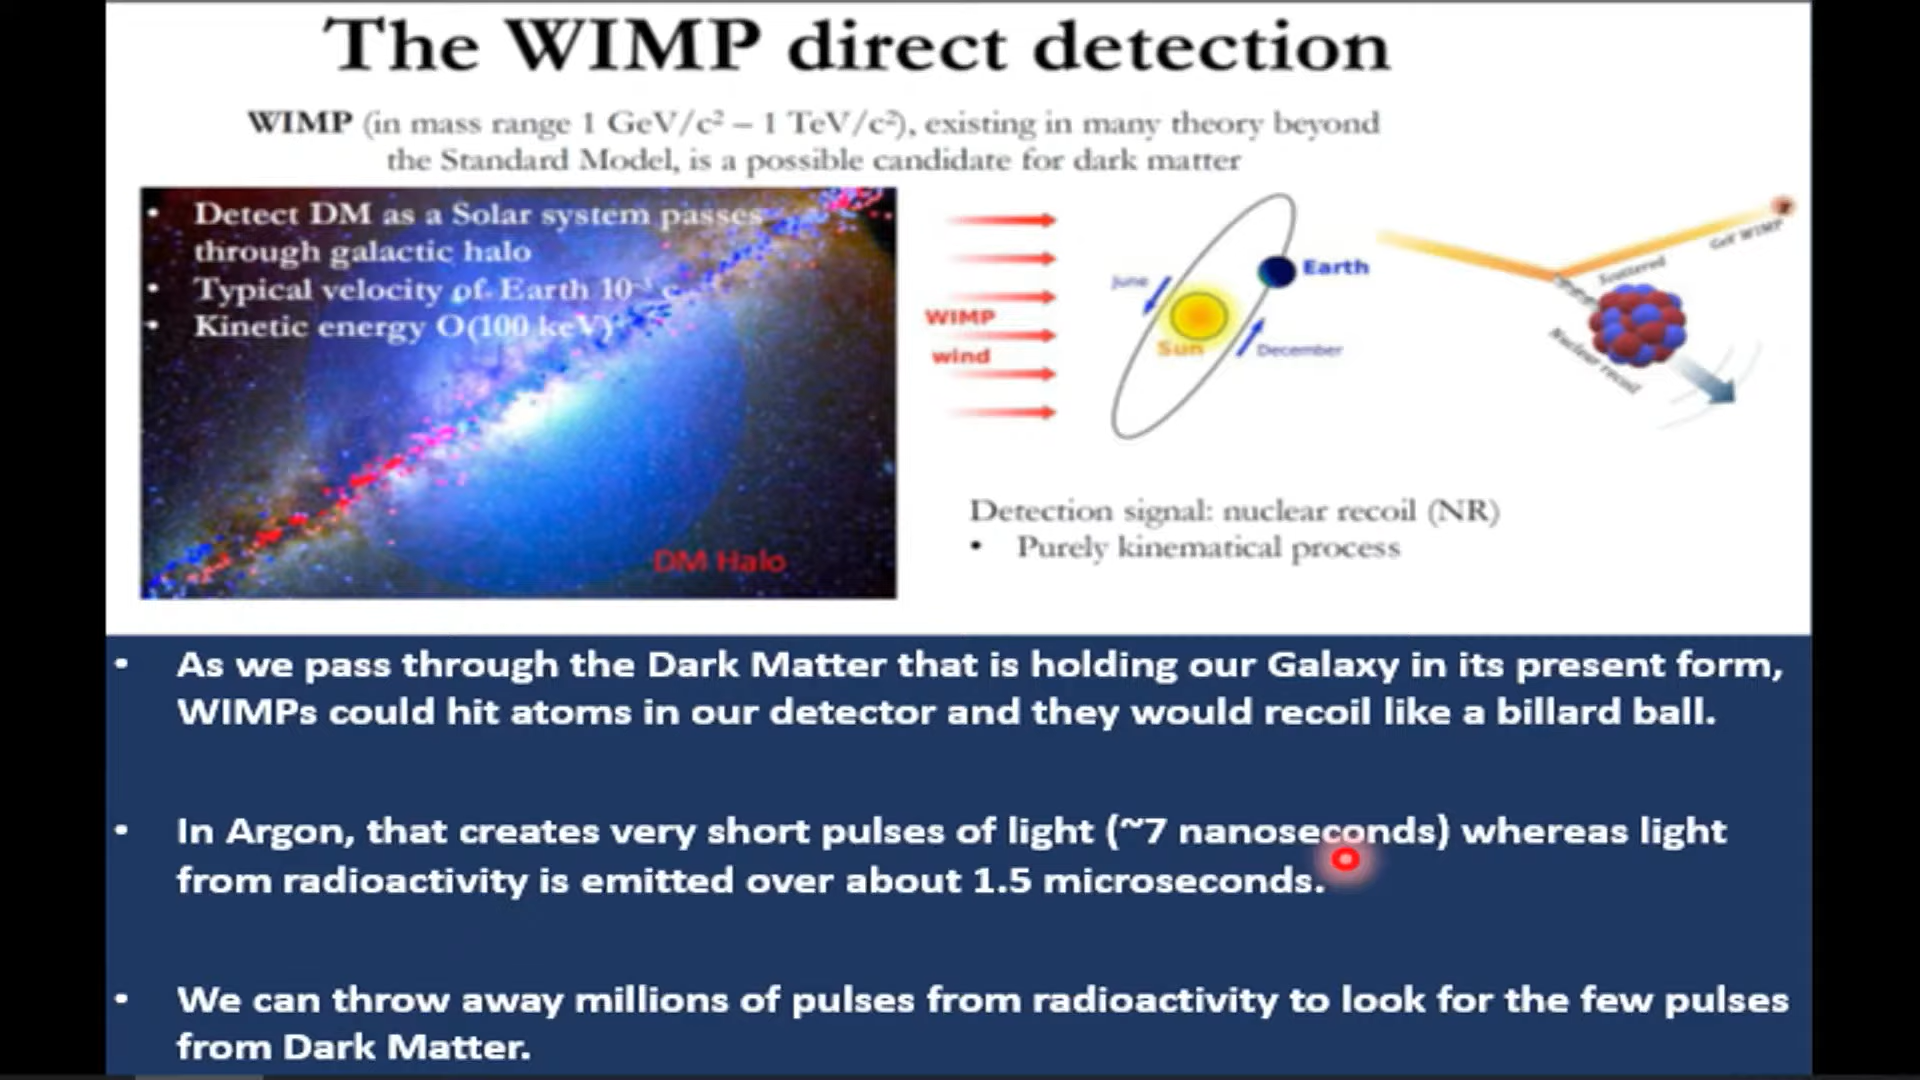 The WIMP direct detection
WIMP (in mass range 1 GeV/c² – 1 TeV/c²), existing in many theory beyond
the Standard Model, is a possible candidate for dark matter
• Detect DM as a Solar system passes
through galactic halo
• Typical velocity of Earth 10⁻³ c
• Kinetic energy O(100 keV)
DM Halo
WIMP
wind
June
Earth
Sun
December
Scattered
GeV WIMP
Nuclear recoil
Detection signal: nuclear recoil (NR)
• Purely kinematical process
• As we pass through the Dark Matter that is holding our Galaxy in its present form,
WIMPs could hit atoms in our detector and they would recoil like a billard ball.
• In Argon, that creates very short pulses of light (~7 nanoseconds) whereas light
from radioactivity is emitted over about 1.5 microseconds.
• We can throw away millions of pulses from radioactivity to look for the few pulses
from Dark Matter.